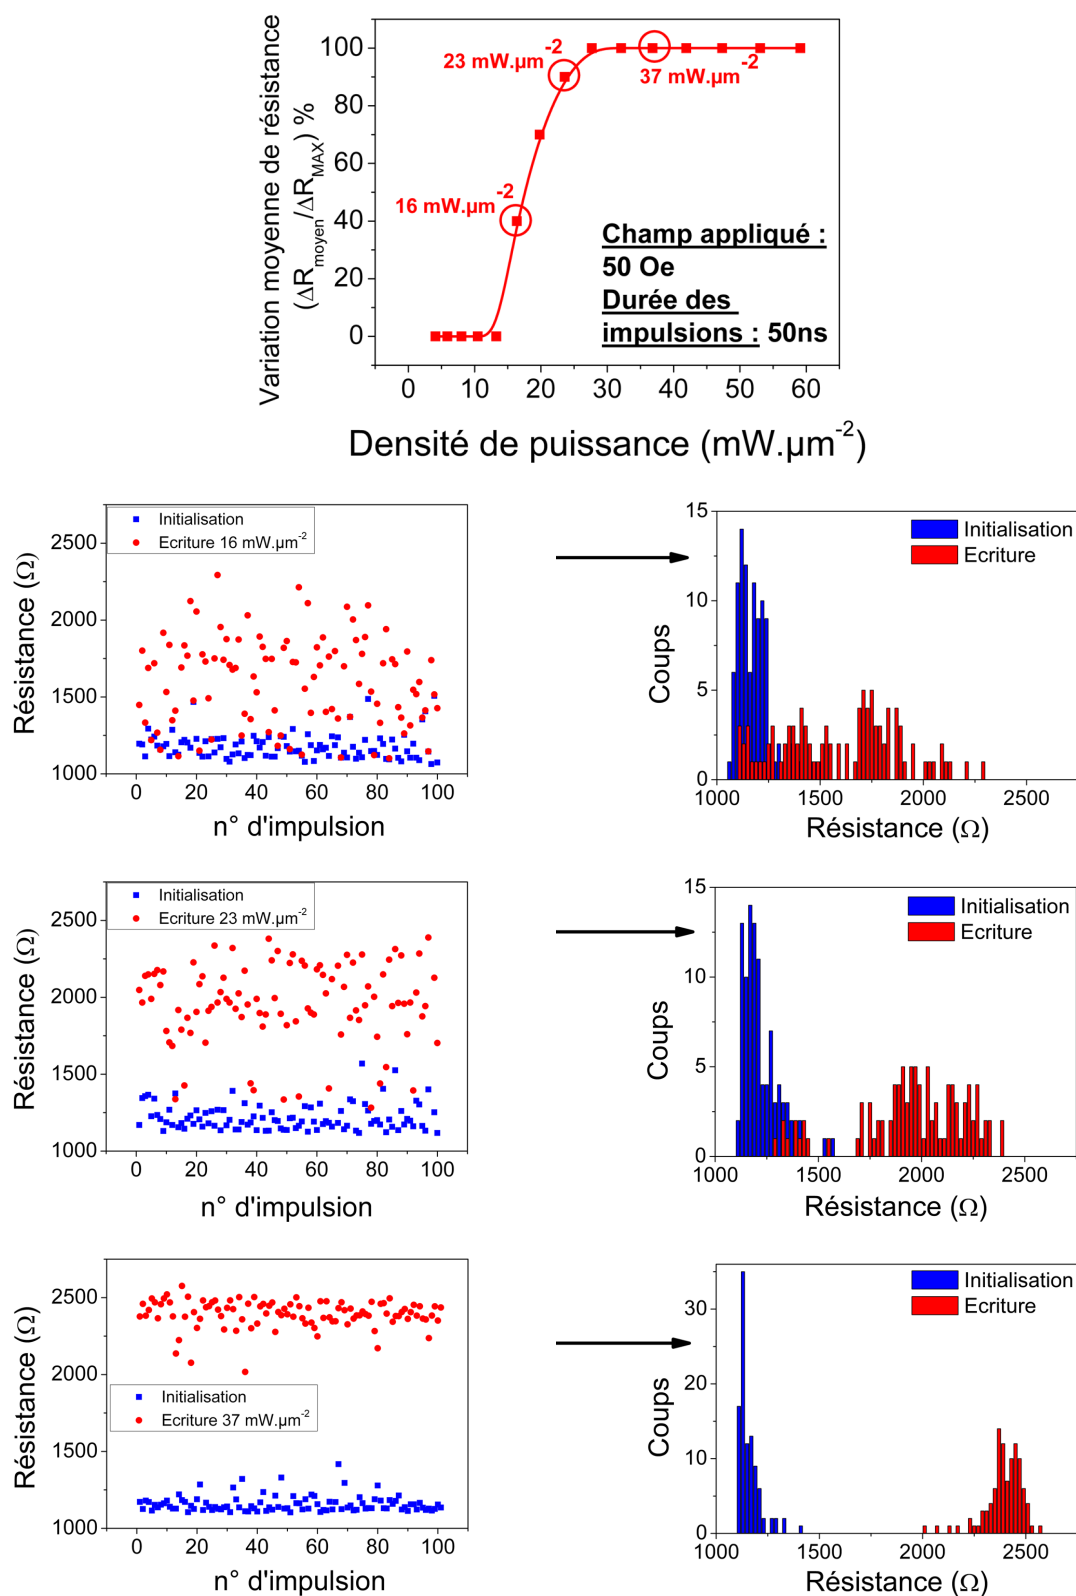 Variation moyenne de résistance
(ΔR_moyen/ΔR_MAX) %
100
80
60
40
20
0
23 mW.µm^-2
37 mW.µm^-2
16 mW.µm^-2
Champ appliqué :
50 Oe
Durée des
impulsions : 50ns
0 10 20 30 40 50 60
Densité de puissance (mW.µm^-2)
Résistance (Ω)
2500
2000
1500
1000
Initialisation
Ecriture 16 mW.µm^-2
0 20 40 60 80 100
n° d'impulsion
Coups
15
10
5
0
Initialisation
Ecriture
1000 1500 2000 2500
Résistance (Ω)
Résistance (Ω)
2500
2000
1500
1000
Initialisation
Ecriture 23 mW.µm^-2
0 20 40 60 80 100
n° d'impulsion
Coups
15
10
5
0
Initialisation
Ecriture
1000 1500 2000 2500
Résistance (Ω)
Résistance (Ω)
2500
2000
1500
1000
Initialisation
Ecriture 37 mW.µm^-2
0 20 40 60 80 100
n° d'impulsion
Coups
30
20
10
0
Initialisation
Ecriture
1000 1500 2000 2500
Résistance (Ω)